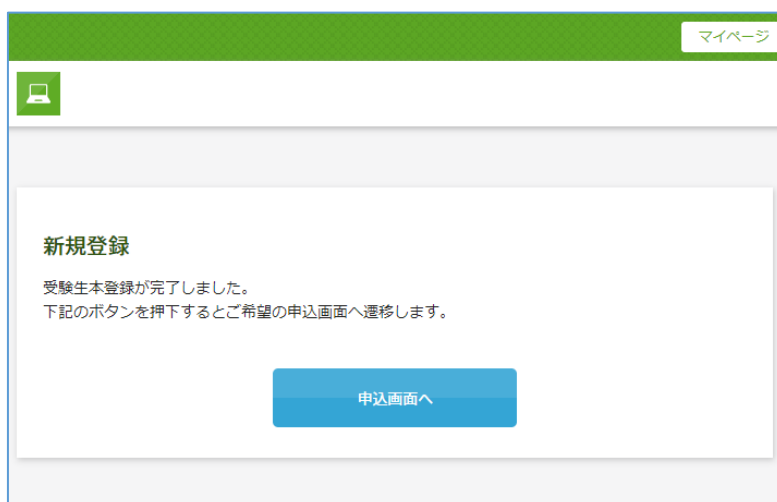 マイページ
新規登録
受験生本登録が完了しました。
下記のボタンを押下するとご希望の申込画面へ遷移します。
申込画面へ